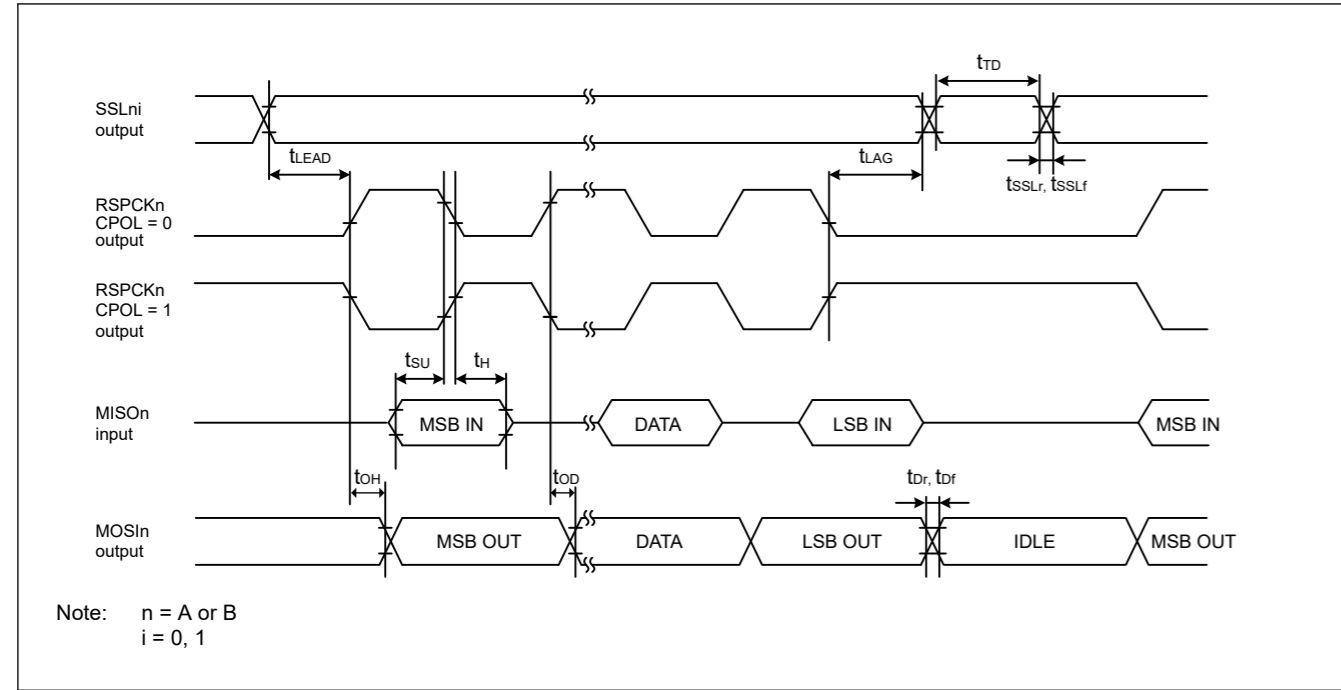 tTD
SSLni
output
tLEAD
tLAG
tSSLr, tSSLf
RSPCKn
CPOL = 0
output
RSPCKn
CPOL = 1
output
tSU
tH
MISOn
input
MSB IN
DATA
LSB IN
MSB IN
tOH
tOD
tDr, tDf
MOSIn
output
MSB OUT
DATA
LSB OUT
IDLE
MSB OUT
Note: n = A or B
i = 0, 1